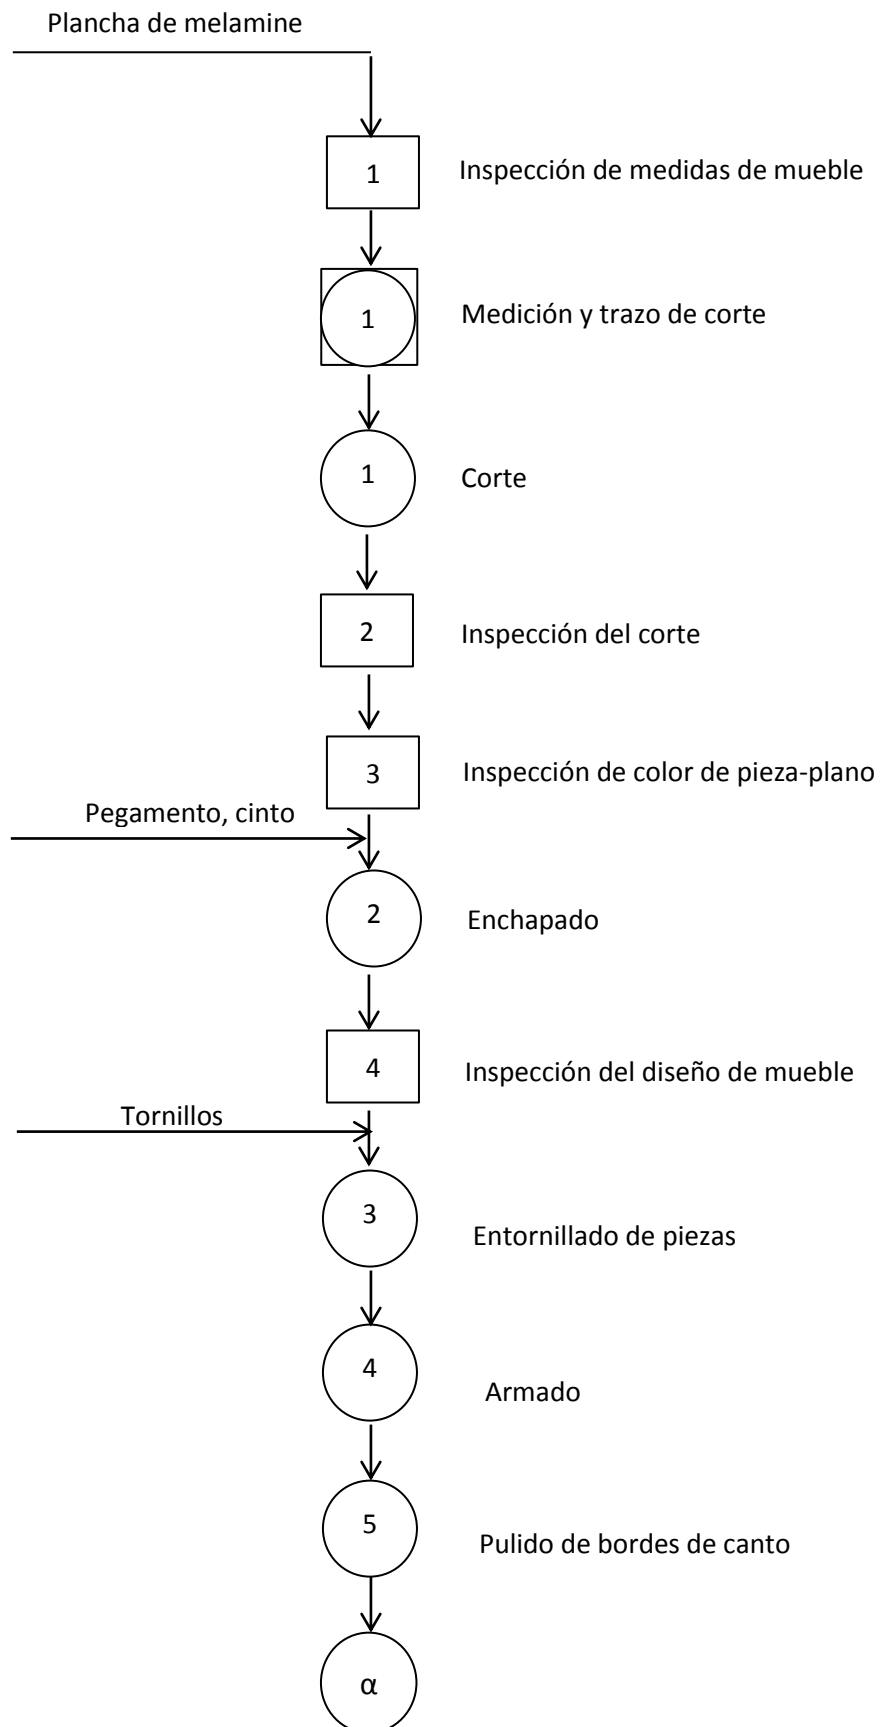 Plancha de melamine
1
Inspección de medidas de mueble
1
Medición y trazo de corte
1
Corte
2
Inspección del corte
3
Inspección de color de pieza-plano
Pegamento, cinto
2
Enchapado
4
Inspección del diseño de mueble
Tornillos
3
Entornillado de piezas
4
Armado
5
Pulido de bordes de canto
α